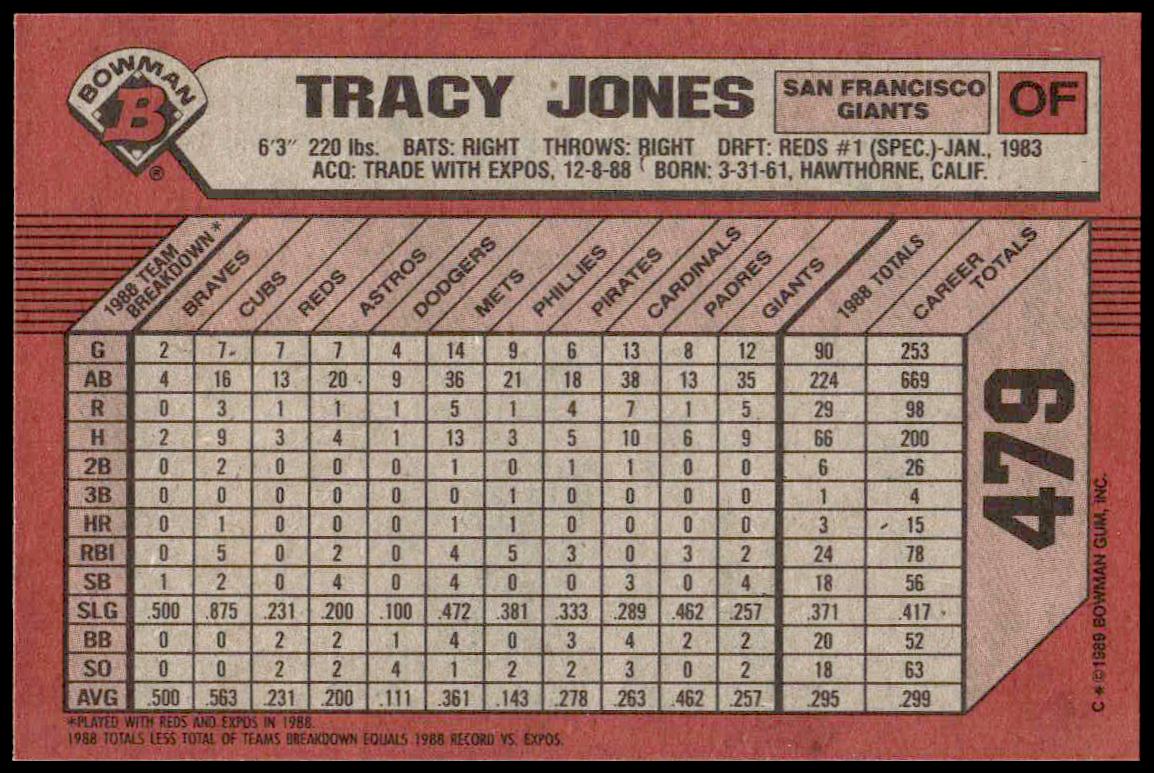 BOWMAN
B
®
TRACY JONES
SAN FRANCISCO
GIANTS
OF
6'3" 220 lbs. BATS: RIGHT THROWS: RIGHT DRFT: REDS #1 (SPEC.)-JAN., 1983
ACQ: TRADE WITH EXPOS, 12-8-88 BORN: 3-31-61, HAWTHORNE, CALIF.
1988 TEAM BREAKDOWN* BRAVES CUBS REDS ASTROS DODGERS METS PHILLIES PIRATES CARDINALS PADRES GIANTS 1988 TOTALS CAREER TOTALS
G 2 7 7 7 4 14 9 6 13 8 12 90 253
AB 4 16 13 20 9 36 21 18 38 13 35 224 669
R 0 3 1 1 1 5 1 4 7 1 5 29 98
H 2 9 3 4 1 13 3 5 10 6 9 66 200
2B 0 2 0 0 0 1 0 1 1 0 0 6 26
3B 0 0 0 0 0 0 1 0 0 0 0 1 4
HR 0 1 0 0 0 1 1 0 0 0 0 3 15
RBI 0 5 0 2 0 4 5 3 0 3 2 24 78
SB 1 2 0 4 0 4 0 0 3 0 4 18 56
SLG .500 .875 .231 .200 .100 .472 .381 .333 .289 .462 .257 .371 .417
BB 0 0 2 2 1 4 0 3 4 2 2 20 52
SO 0 0 2 2 4 1 2 2 3 0 2 18 63
AVG .500 .563 .231 .200 .111 .361 .143 .278 .263 .462 .257 .295 .299
479
*PLAYED WITH REDS AND EXPOS IN 1988.
1988 TOTALS LESS TOTAL OF TEAMS BREAKDOWN EQUALS 1988 RECORD VS. EXPOS.
C*©1989 BOWMAN GUM, INC.